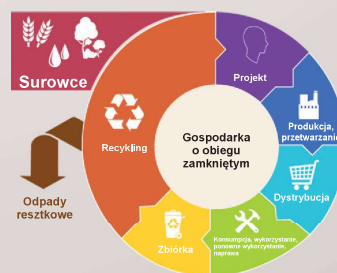 Surowce
Projekt
Produkcja,
przetwarzanie
Dystrybucja
Konsumpcja, wykorzystanie,
ponowne wykorzystanie,
naprawa
Zbiórka
Recykling
Odpady
resztkowe
Gospodarka
o obiegu
zamkniętym